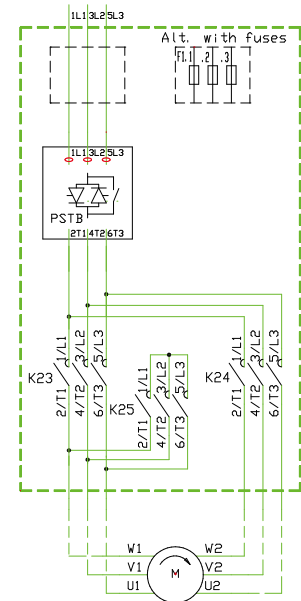 1L1 3L2 5L3
Alt. with fuses
F1.1 .2 .3
1L1 3L2 5L3
PSTB
2T1 4T2 6T3
K23 1/L1 3/L2 5/L3
2/T1 4/T2 6/T3
K25 1/L1 3/L2 5/L3
2/T1 4/T2 6/T3
K24 1/L1 3/L2 5/L3
2/T1 4/T2 6/T3
W1 W2
V1 M V2
U1 U2